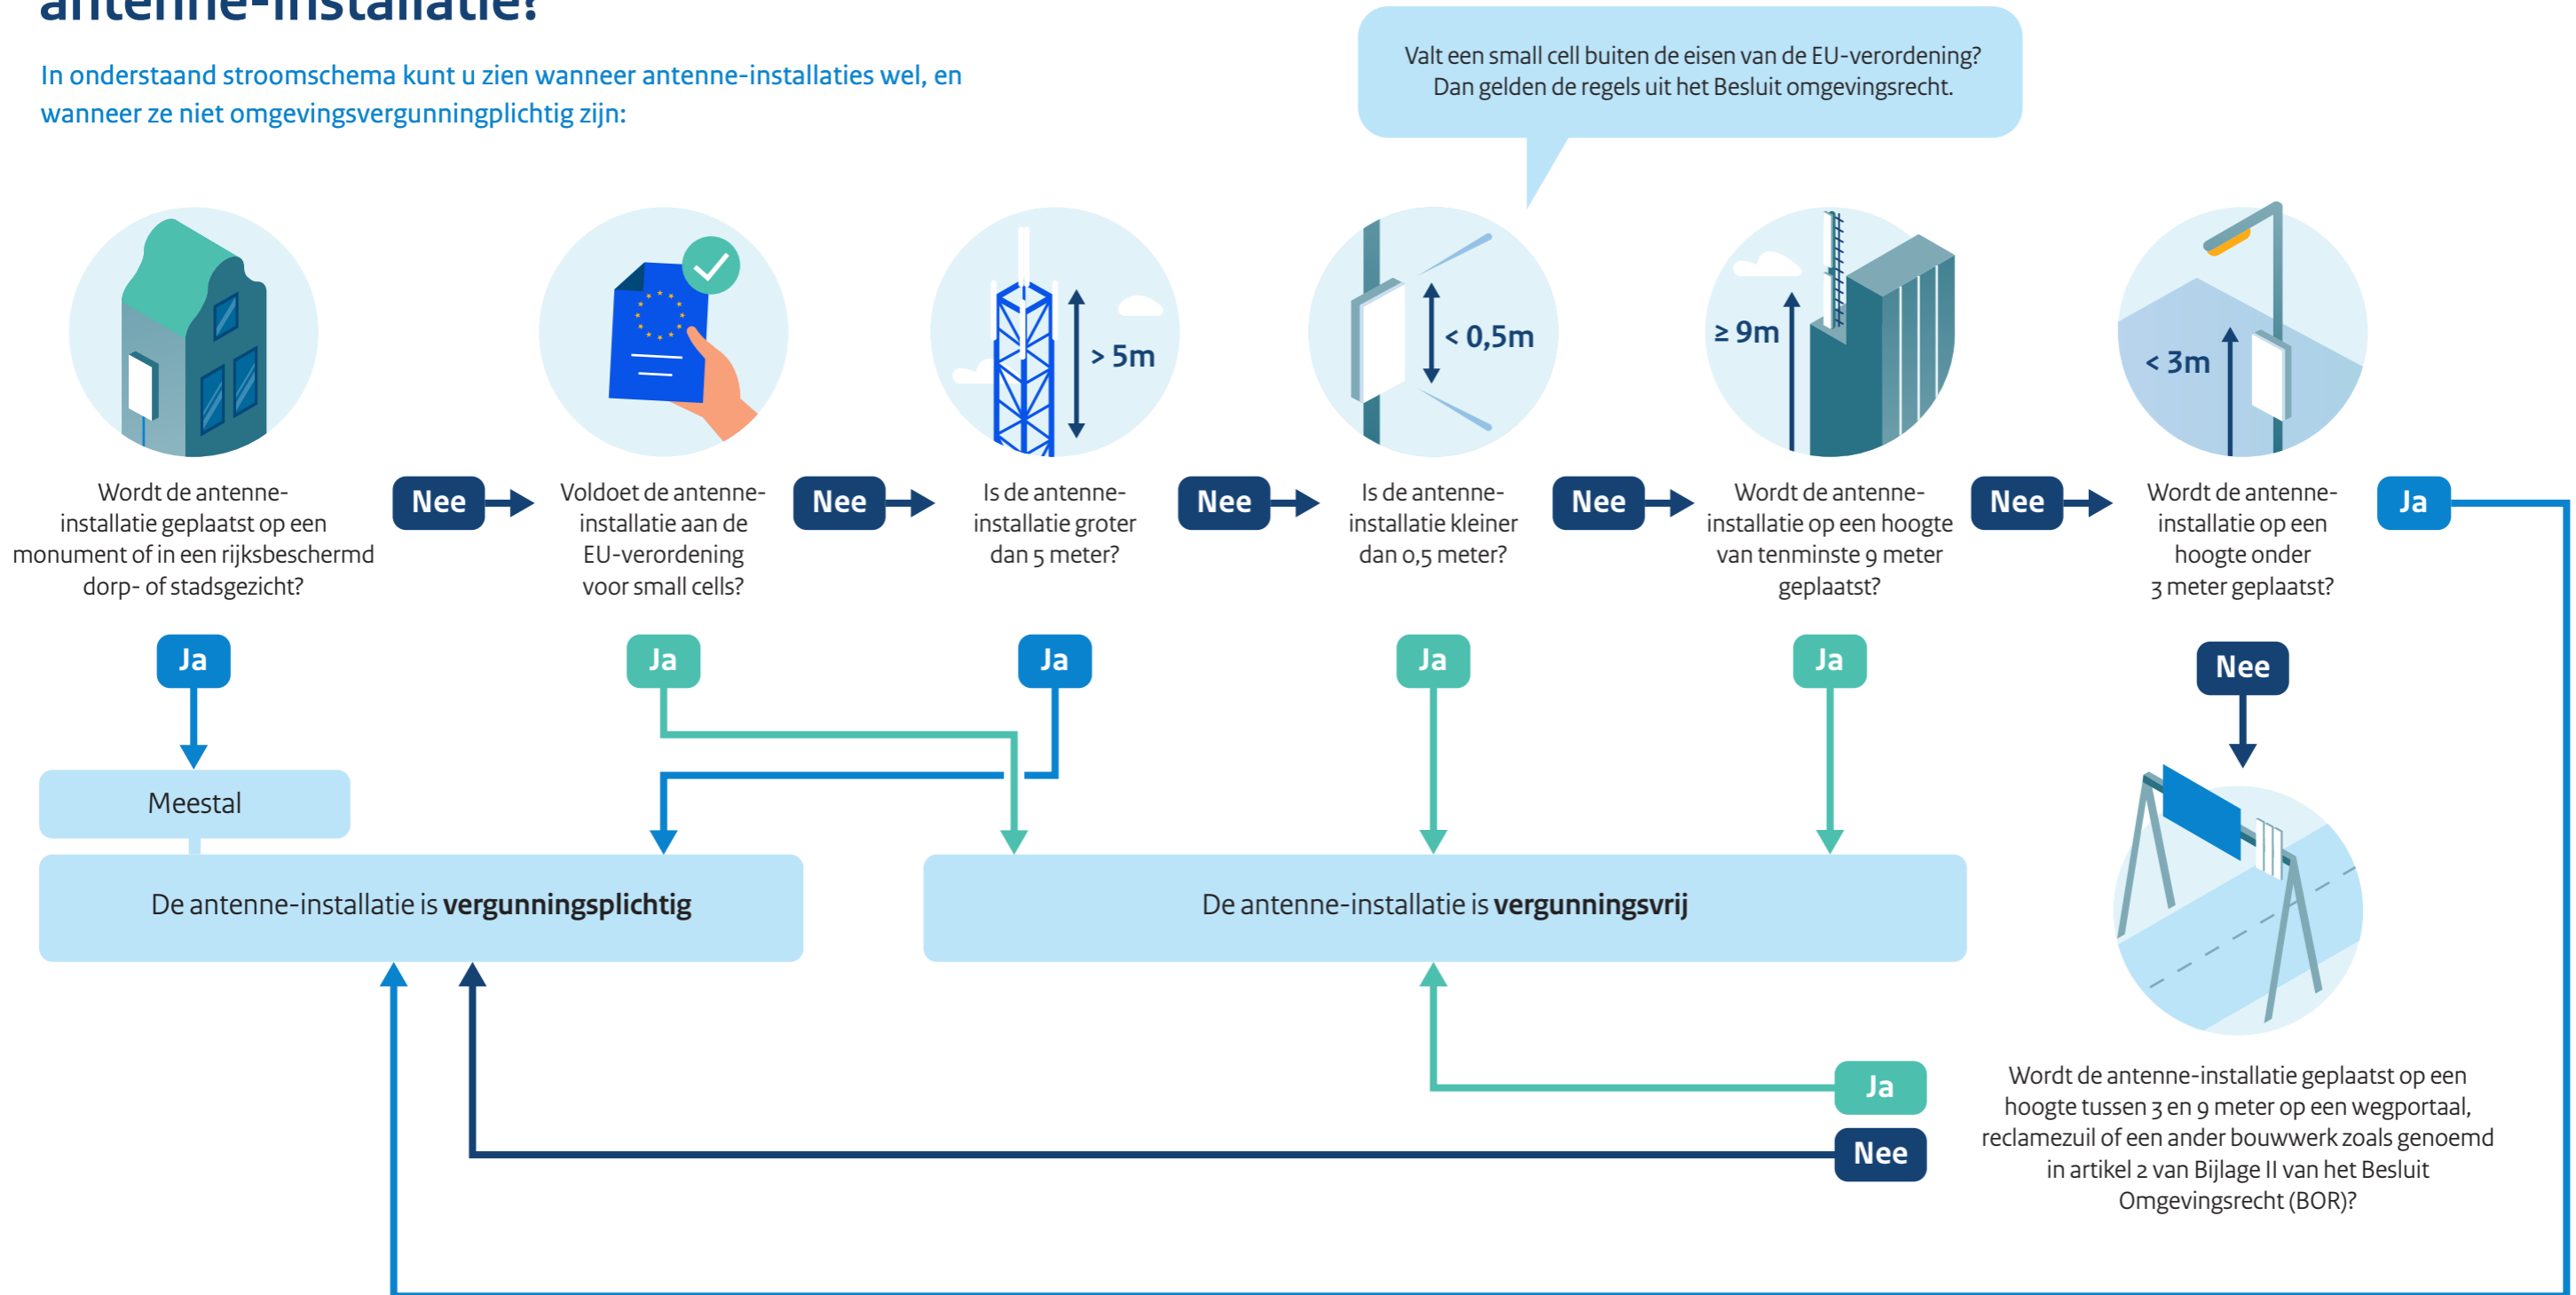 antenne-installatie?
In onderstaand stroomschema kunt u zien wanneer antenne-installaties wel, en
wanneer ze niet omgevingsvergunningplichtig zijn:
Valt een small cell buiten de eisen van de EU-verordening?
Dan gelden de regels uit het Besluit omgevingsrecht.
> 5m
< 0,5m
≥ 9m
< 3m
Wordt de antenne-
installatie geplaatst op een
monument of in een rijksbeschermd
dorp- of stadsgezicht?
Nee
Voldoet de antenne-
installatie aan de
EU-verordening
voor small cells?
Nee
Is de antenne-
installatie groter
dan 5 meter?
Nee
Is de antenne-
installatie kleiner
dan 0,5 meter?
Nee
Wordt de antenne-
installatie op een hoogte
van tenminste 9 meter
geplaatst?
Nee
Wordt de antenne-
installatie op een
hoogte onder
3 meter geplaatst?
Ja
Ja
Ja
Ja
Ja
Ja
Nee
Meestal
De antenne-installatie is vergunningsplichtig
De antenne-installatie is vergunningsvrij
Ja
Nee
Wordt de antenne-installatie geplaatst op een
hoogte tussen 3 en 9 meter op een wegportaal,
reclamezuil of een ander bouwwerk zoals genoemd
in artikel 2 van Bijlage II van het Besluit
Omgevingsrecht (BOR)?